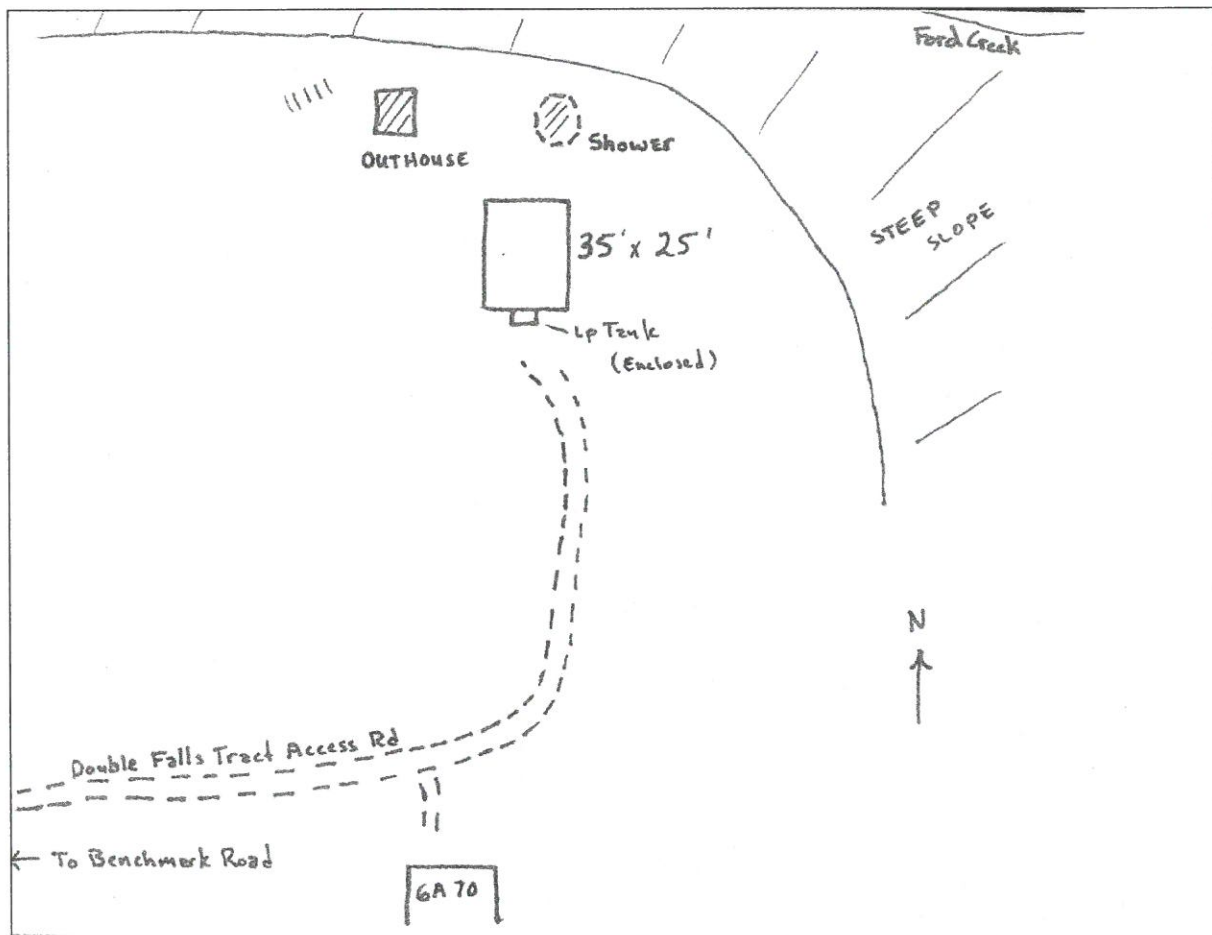 Ford Creek
OUTHOUSE
SHOWER
STEEP
SLOPE
35' x 25'
LP Tank
(Enclosed)
N
Double Falls Tract Access Rd
← To Benchmark Road
6A 70